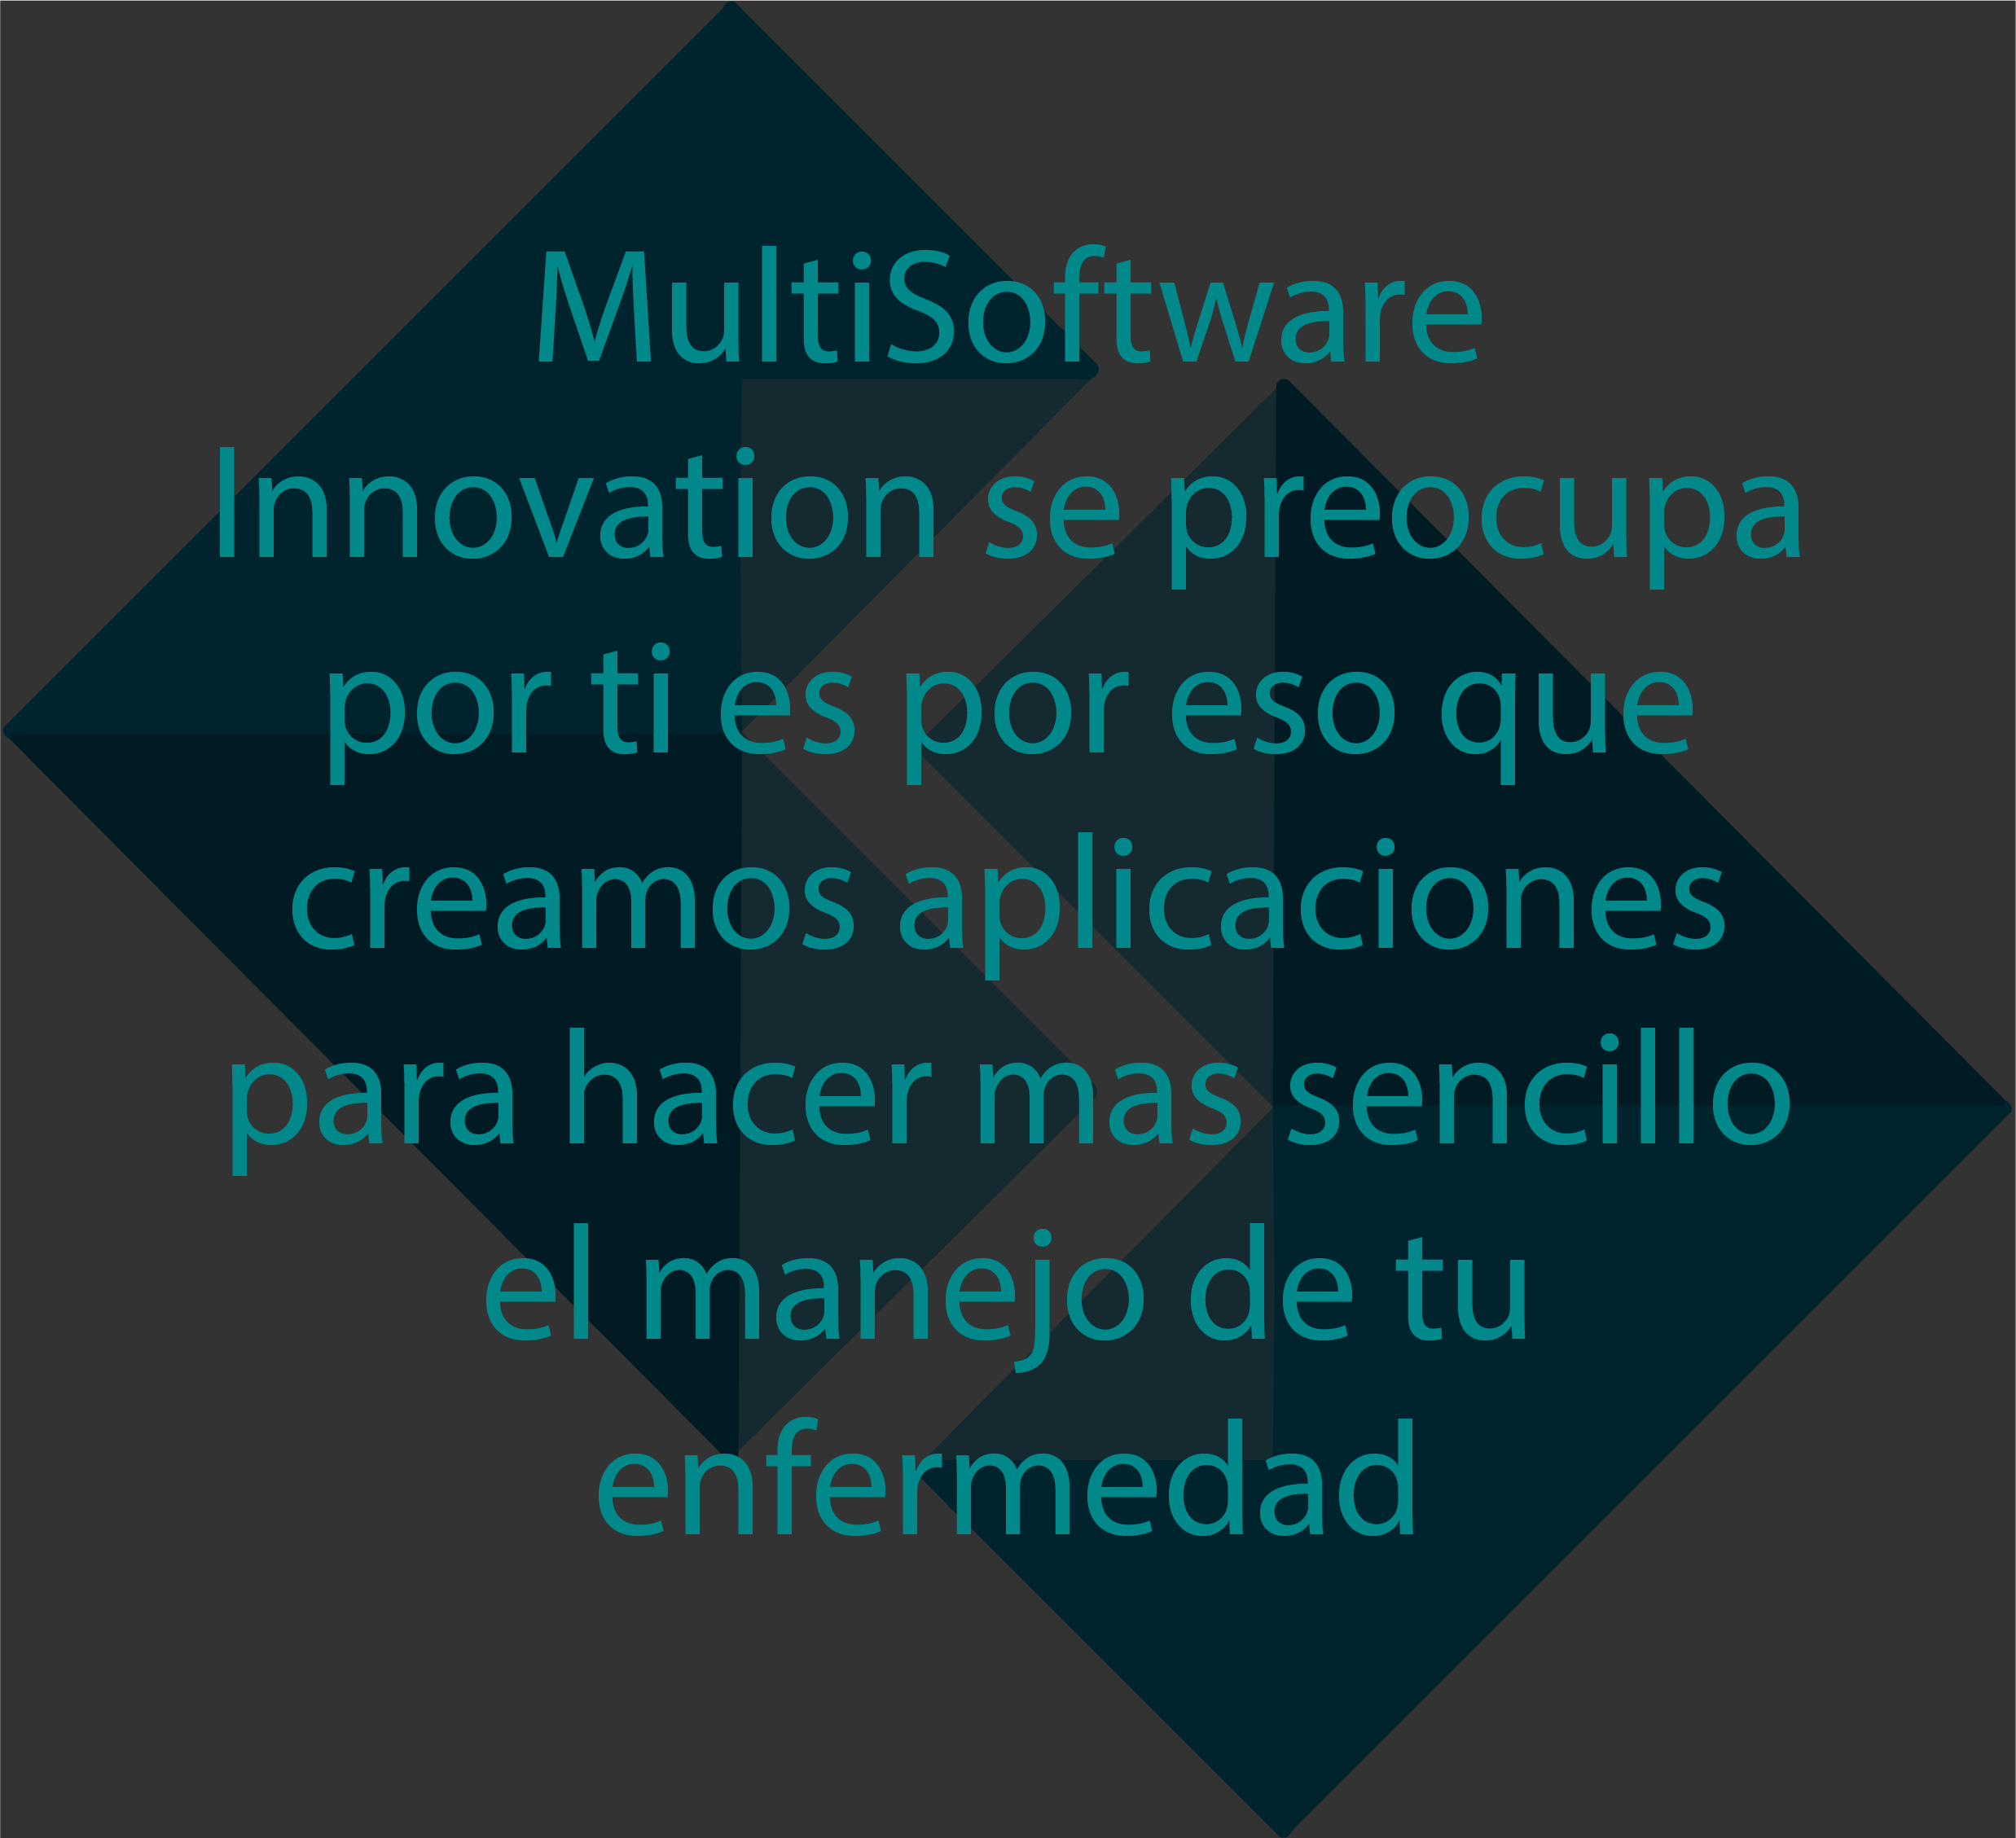 MultiSoftware
Innovation se preocupa
por ti es por eso que
creamos aplicaciones
para hacer mas sencillo
el manejo de tu
enfermedad